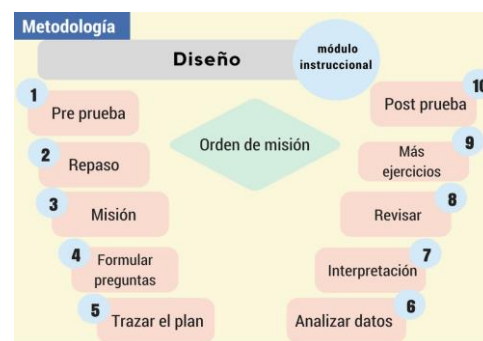 Metodología
Diseño
módulo
instruccional
Orden de misión
1
Pre prueba
2
Repaso
3
Misión
4
Formular
preguntas
5
Trazar el plan
6
Analizar datos
7
Interpretación
8
Revisar
9
Más
ejercicios
10
Post prueba